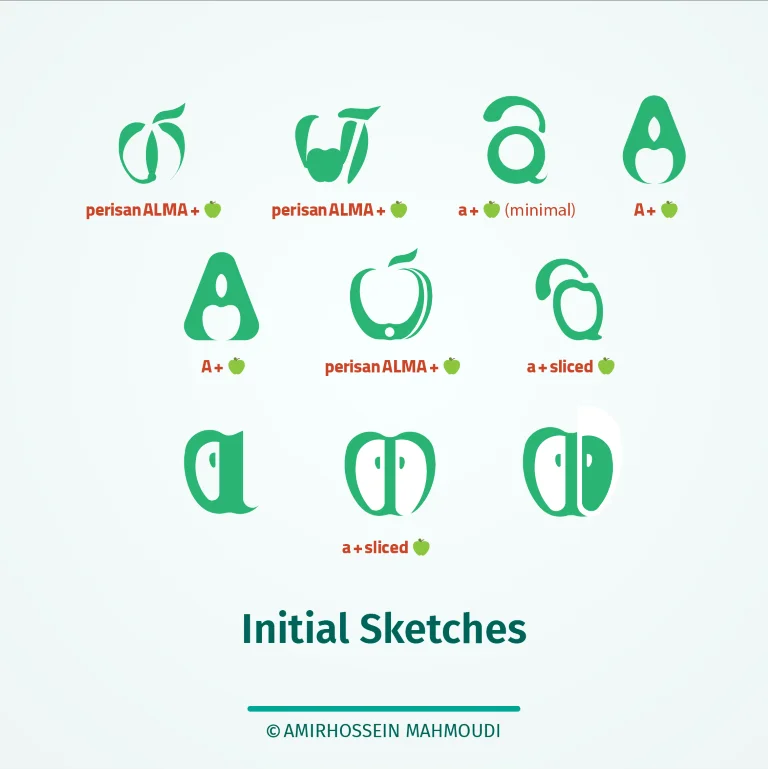 perisan ALMA +
perisan ALMA +
a + (minimal)
A +
A +
perisan ALMA +
a + sliced
a + sliced
Initial Sketches
© AMIRHOSSEIN MAHMOUDI